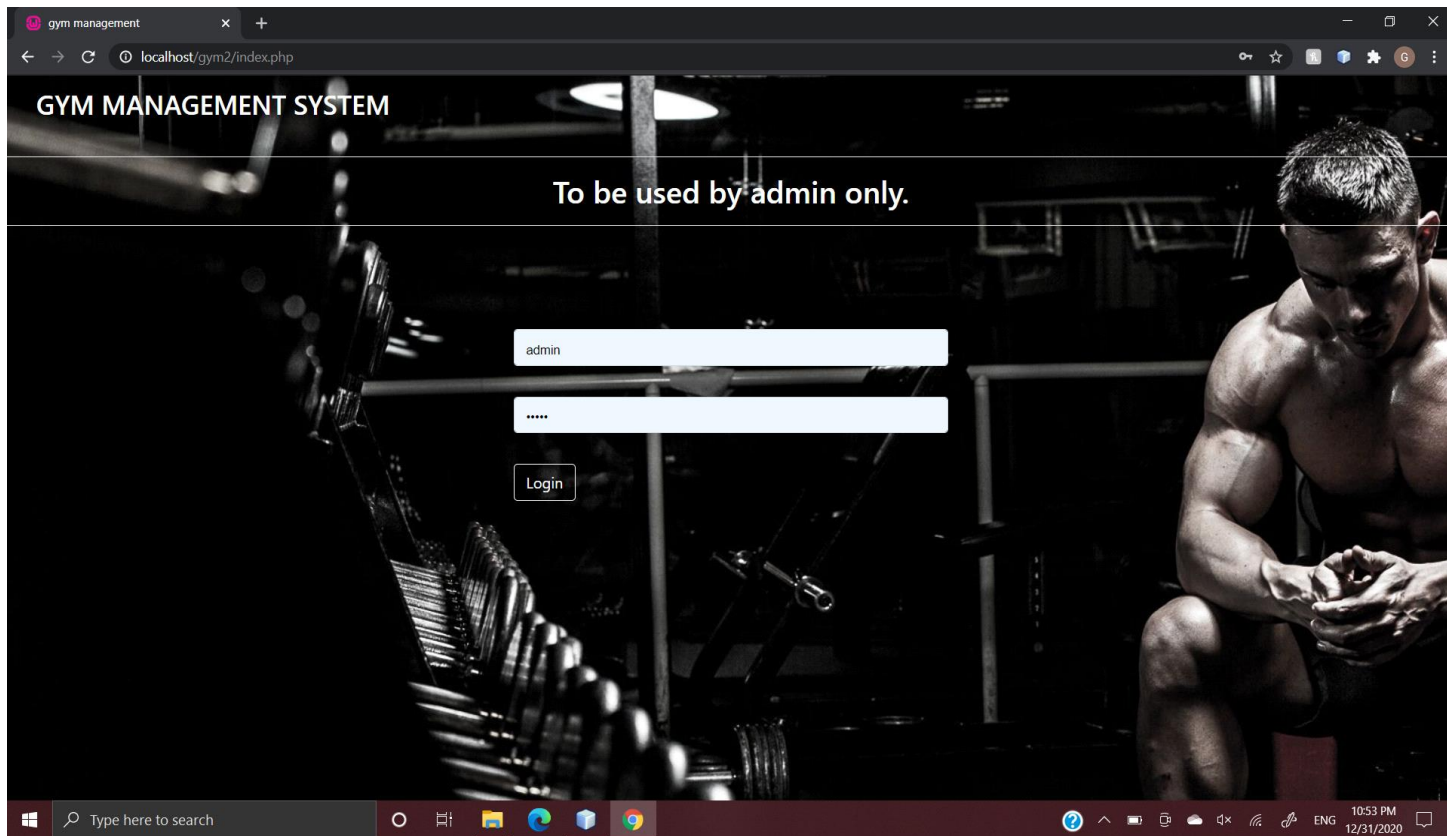 gym management
localhost/gym2/index.php
G
GYM MANAGEMENT SYSTEM
To be used by admin only.
admin
•••••
Login
Type here to search
ENG
10:53 PM
12/31/2020